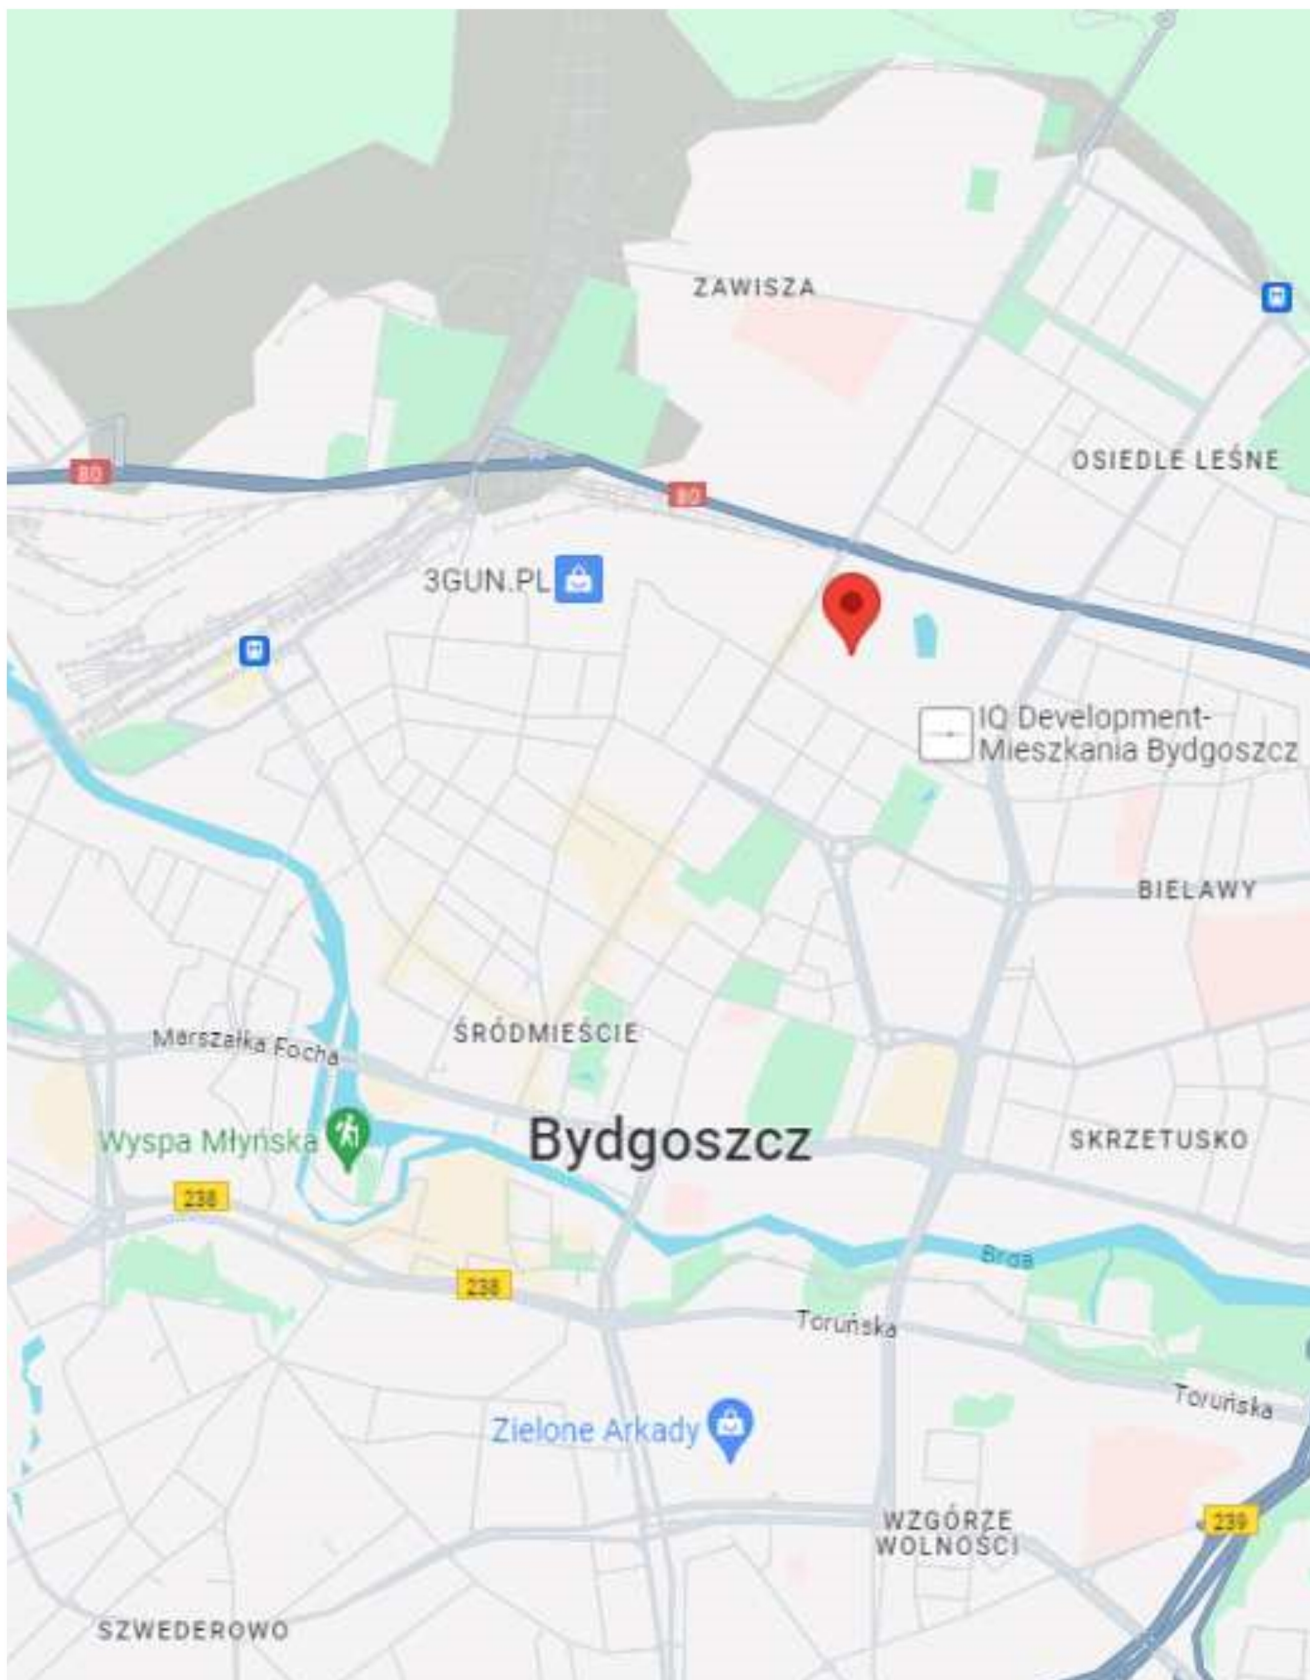 ZAWISZA
OSIEDLE LEŚNE
80
80
3GUN.PL
IQ Development-
Mieszkania Bydgoszcz
BIELAWY
ŚRÓDMIEŚCIE
Marszałka Focha
Bydgoszcz
Wyspa Młyńska
SKRZETUSKO
238
Brda
238
Toruńska
Toruńska
Zielone Arkady
WZGÓRZE
WOLNOŚCI
239
SZWEDEROWO